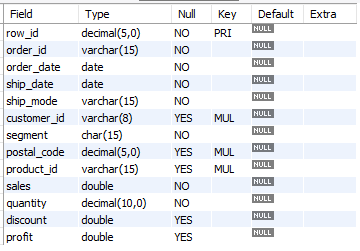 Field Type Null Key Default Extra
row_id decimal(5,0) NO PRI NULL
order_id varchar(15) NO NULL
order_date date NO NULL
ship_date date NO NULL
ship_mode varchar(15) NO NULL
customer_id varchar(8) YES MUL NULL
segment char(15) NO NULL
postal_code decimal(5,0) YES MUL NULL
product_id varchar(15) YES MUL NULL
sales double NO NULL
quantity decimal(10,0) NO NULL
discount double YES NULL
profit double YES NULL